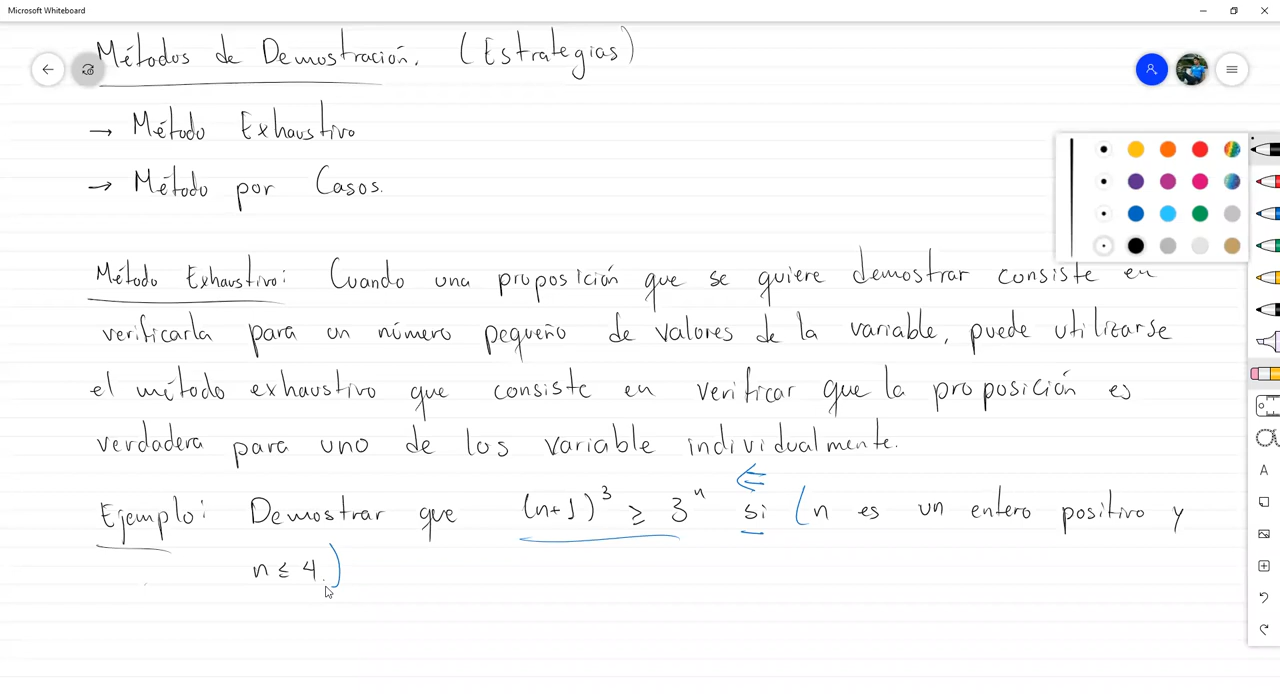 Microsoft Whiteboard
Métodos de Demostración. (Estrategias)
→ Método Exhaustivo
→ Método por Casos.
Método Exhaustivo: Cuando una proposición que se quiere demostrar consiste en
verificarla para un número pequeño de valores de la variable, puede utilizarse
el método exhaustivo que consiste en verificar que la proposición es
verdadera para uno de los variable individualmente.
⇐
Ejemplo: Demostrar que (n+1)³ ≥ 3ⁿ si (n es un entero positivo y
n ≤ 4.)
A